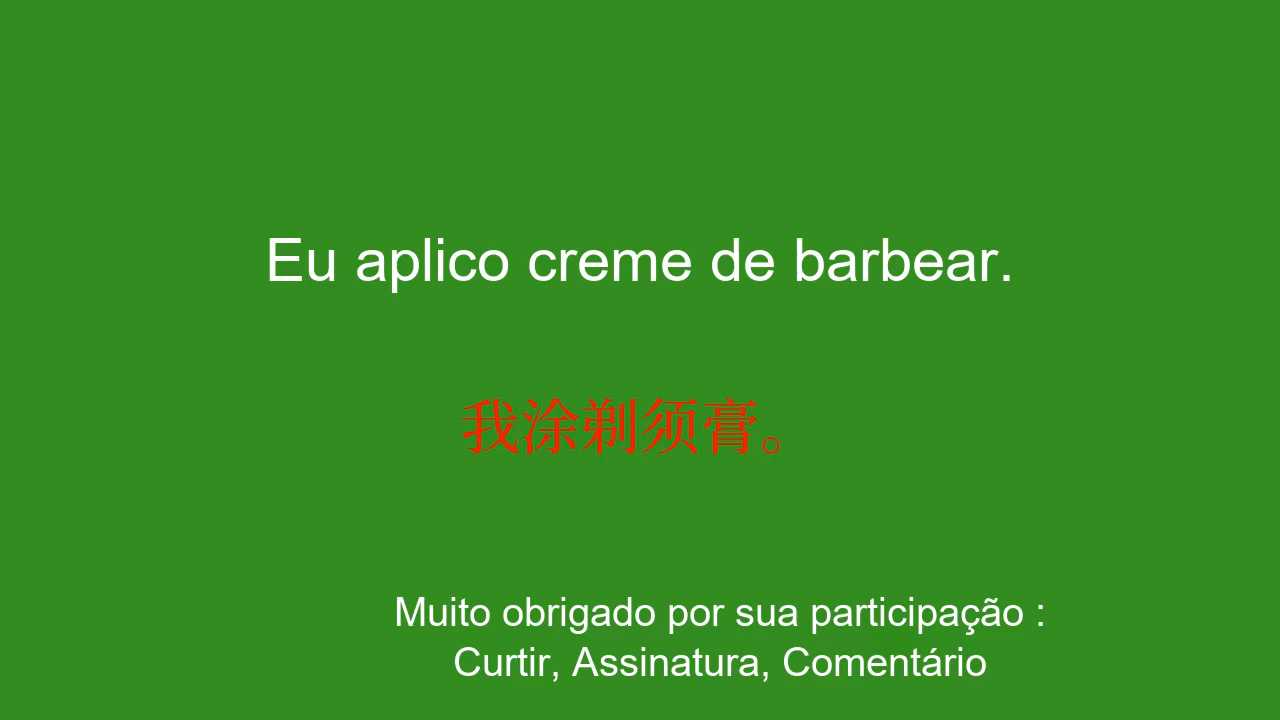 Eu aplico creme de barbear.
我涂剃须膏。
Muito obrigado por sua participação :
Curtir, Assinatura, Comentário